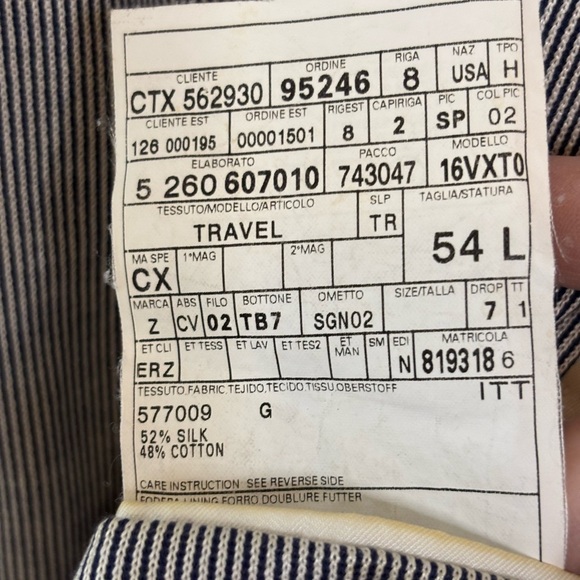 CLIENTE ORDINE RIGA NAZ TPO
CTX 562930 95246 8 USA H
CLIENTE EST ORDINE EST RIGEST CAPIRIGA PIC COL PIC
126 000195 00001501 8 2 SP 02
ELABORATO PACCO MODELLO
5 260 607010 743047 16VXT0
TESSUTO/MODELLO/ARTICOLO SLP TAGLIA/STATURA
TRAVEL TR 54 L
MA SPE 1°MAG 2°MAG
CX
MARCA ABS FILO BOTTONE OMETTO SIZE/TALLA DROP TT
Z CV 02 TB7 SGN02 7 1
ET CLI ET TESS ET LAV ET TES2 ET MAN SM EDI MATRICOLA
ERZ N 819318 6
TESSUTO.FABRIC.TEJIDO.TECIDO.TISSU.OBERSTOFF ITT
577009 G
52% SILK
48% COTTON
CARE INSTRUCTION SEE REVERSE SIDE
FODERA LINING FORRO DOUBLURE FUTTER